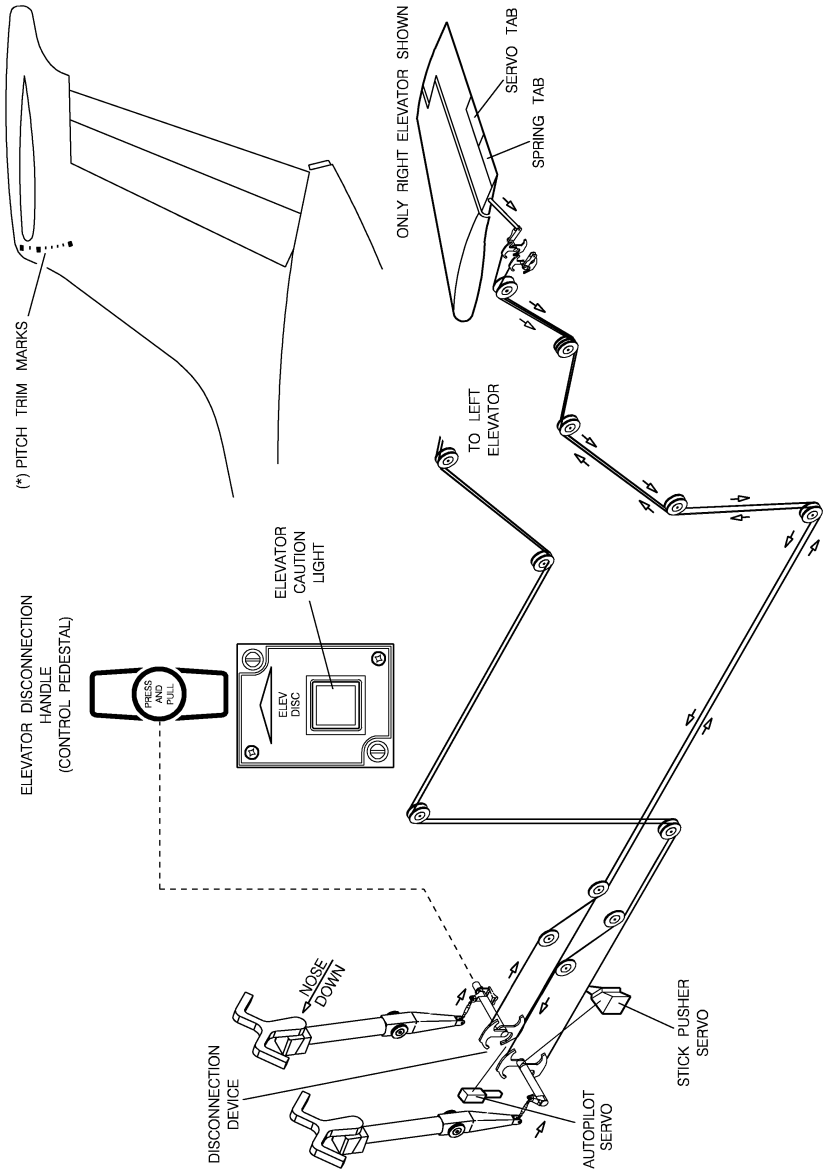 ELEVATOR DISCONNECTION
HANDLE
(CONTROL PEDESTAL)
PRESS
AND
PULL
ELEV
DISC
ELEVATOR
CAUTION
LIGHT
(*) PITCH TRIM MARKS
NOSE
DOWN
DISCONNECTION
DEVICE
TO LEFT
ELEVATOR
ONLY RIGHT ELEVATOR SHOWN
SERVO TAB
SPRING TAB
AUTOPILOT
SERVO
STICK PUSHER
SERVO